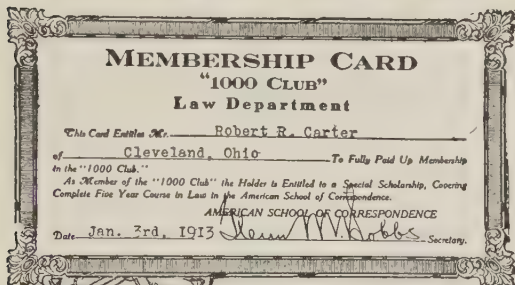 MEMBERSHIP CARD
"1000 CLUB"
Law Department
This Card Entitles Mr. Robert R. Carter
of Cleveland, Ohio To Fully Paid Up Membership
in the "1000 Club."
As Member of the "1000 Club" the Holder is Entitled to a Special Scholarship, Covering
Complete Five Year Course in Law in the American School of Correspondence.
AMERICAN SCHOOL OF CORRESPONDENCE
Date Jan. 3rd, 1913 Hobbs Secretary.